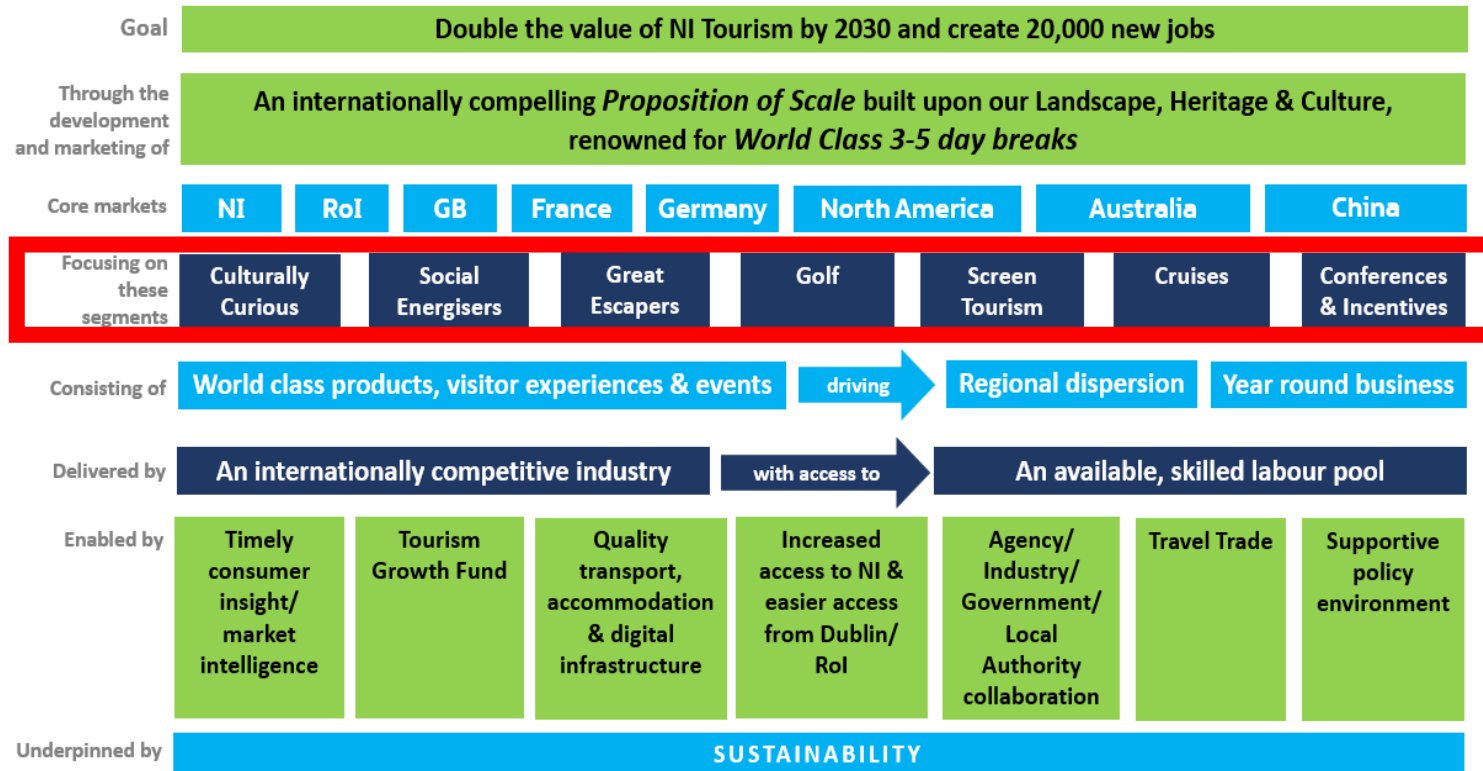 Goal
Double the value of NI Tourism by 2030 and create 20,000 new jobs
Through the
development
and marketing of
An internationally compelling Proposition of Scale built upon our Landscape, Heritage & Culture,
renowned for World Class 3-5 day breaks
Core markets
NI
RoI
GB
France
Germany
North America
Australia
China
Focusing on
these
segments
Culturally
Curious
Social
Energisers
Great
Escapers
Golf
Screen
Tourism
Cruises
Conferences
& Incentives
Consisting of
World class products, visitor experiences & events
driving
Regional dispersion
Year round business
Delivered by
An internationally competitive industry
with access to
An available, skilled labour pool
Enabled by
Timely
consumer
insight/
market
intelligence
Tourism
Growth Fund
Quality
transport,
accommodation
& digital
infrastructure
Increased
access to NI &
easier access
from Dublin/
RoI
Agency/
Industry/
Government/
Local
Authority
collaboration
Travel Trade
Supportive
policy
environment
Underpinned by
SUSTAINABILITY